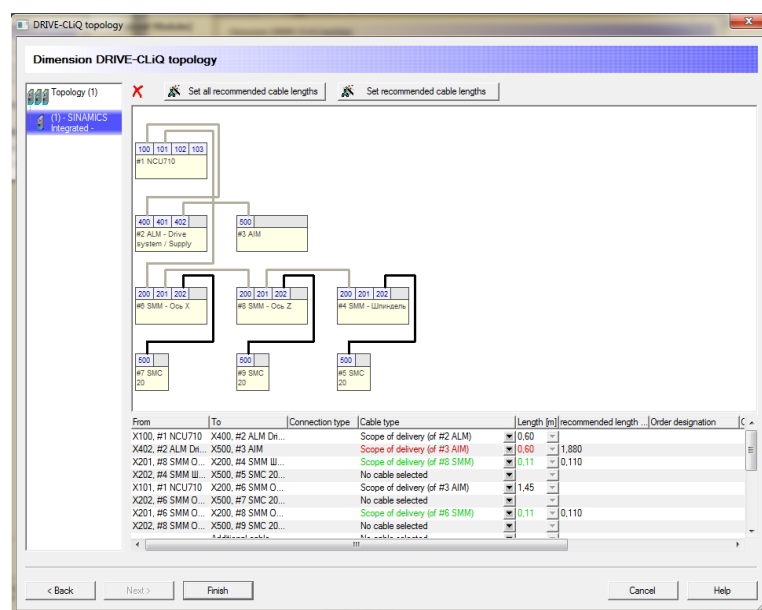 DRIVE-CLiQ topology
Dimension DRIVE-CLiQ topology
Topology (1)
(1) - SINAMICS
Integrated -
Set all recommended cable lengths
Set recommended cable lengths
100 101 102 103
#1 NCU710
400 401 402
#2 ALM - Drive
system / Supply
500
#3 AIM
200 201 202
#6 SMM - Ось X
200 201 202
#8 SMM - Ось Z
200 201 202
#4 SMM - Шпиндель
500
#7 SMC
20
500
#9 SMC
20
500
#5 SMC
20
From To Connection type Cable type Length [m] recommended length ... Order designation C
X100, #1 NCU710 X400, #2 ALM Dri... Scope of delivery (of #2 ALM) 0,60
X402, #2 ALM Dri... X500, #3 AIM Scope of delivery (of #3 AIM) 0,60 1,880
X201, #8 SMM O... X200, #4 SMM Ш... Scope of delivery (of #8 SMM) 0,11 0,110
X202, #4 SMM Ш... X500, #5 SMC 20... No cable selected
X101, #1 NCU710 X200, #6 SMM O... Scope of delivery (of #3 AIM) 1,45
X202, #6 SMM O... X500, #7 SMC 20... No cable selected
X201, #6 SMM O... X200, #8 SMM O... Scope of delivery (of #6 SMM) 0,11 0,110
X202, #8 SMM O... X500, #9 SMC 20... No cable selected
Additional cable No cable selected
< Back Next > Finish Cancel Help